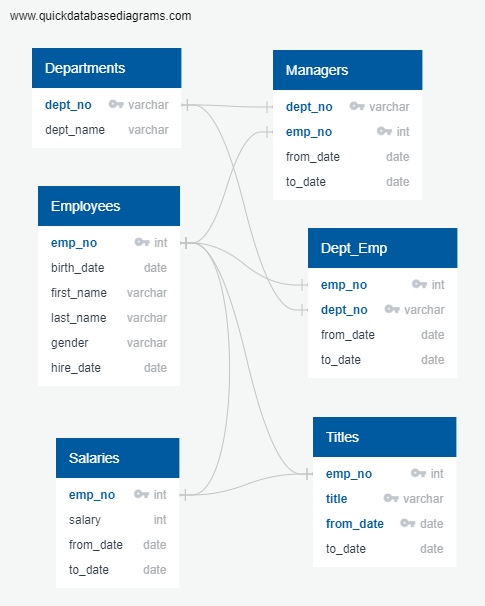 www.quickdatabasediagrams.com
Departments
dept_no varchar
dept_name varchar
Managers
dept_no varchar
emp_no int
from_date date
to_date date
Employees
emp_no int
birth_date date
first_name varchar
last_name varchar
gender varchar
hire_date date
Dept_Emp
emp_no int
dept_no varchar
from_date date
to_date date
Salaries
emp_no int
salary int
from_date date
to_date date
Titles
emp_no int
title varchar
from_date date
to_date date